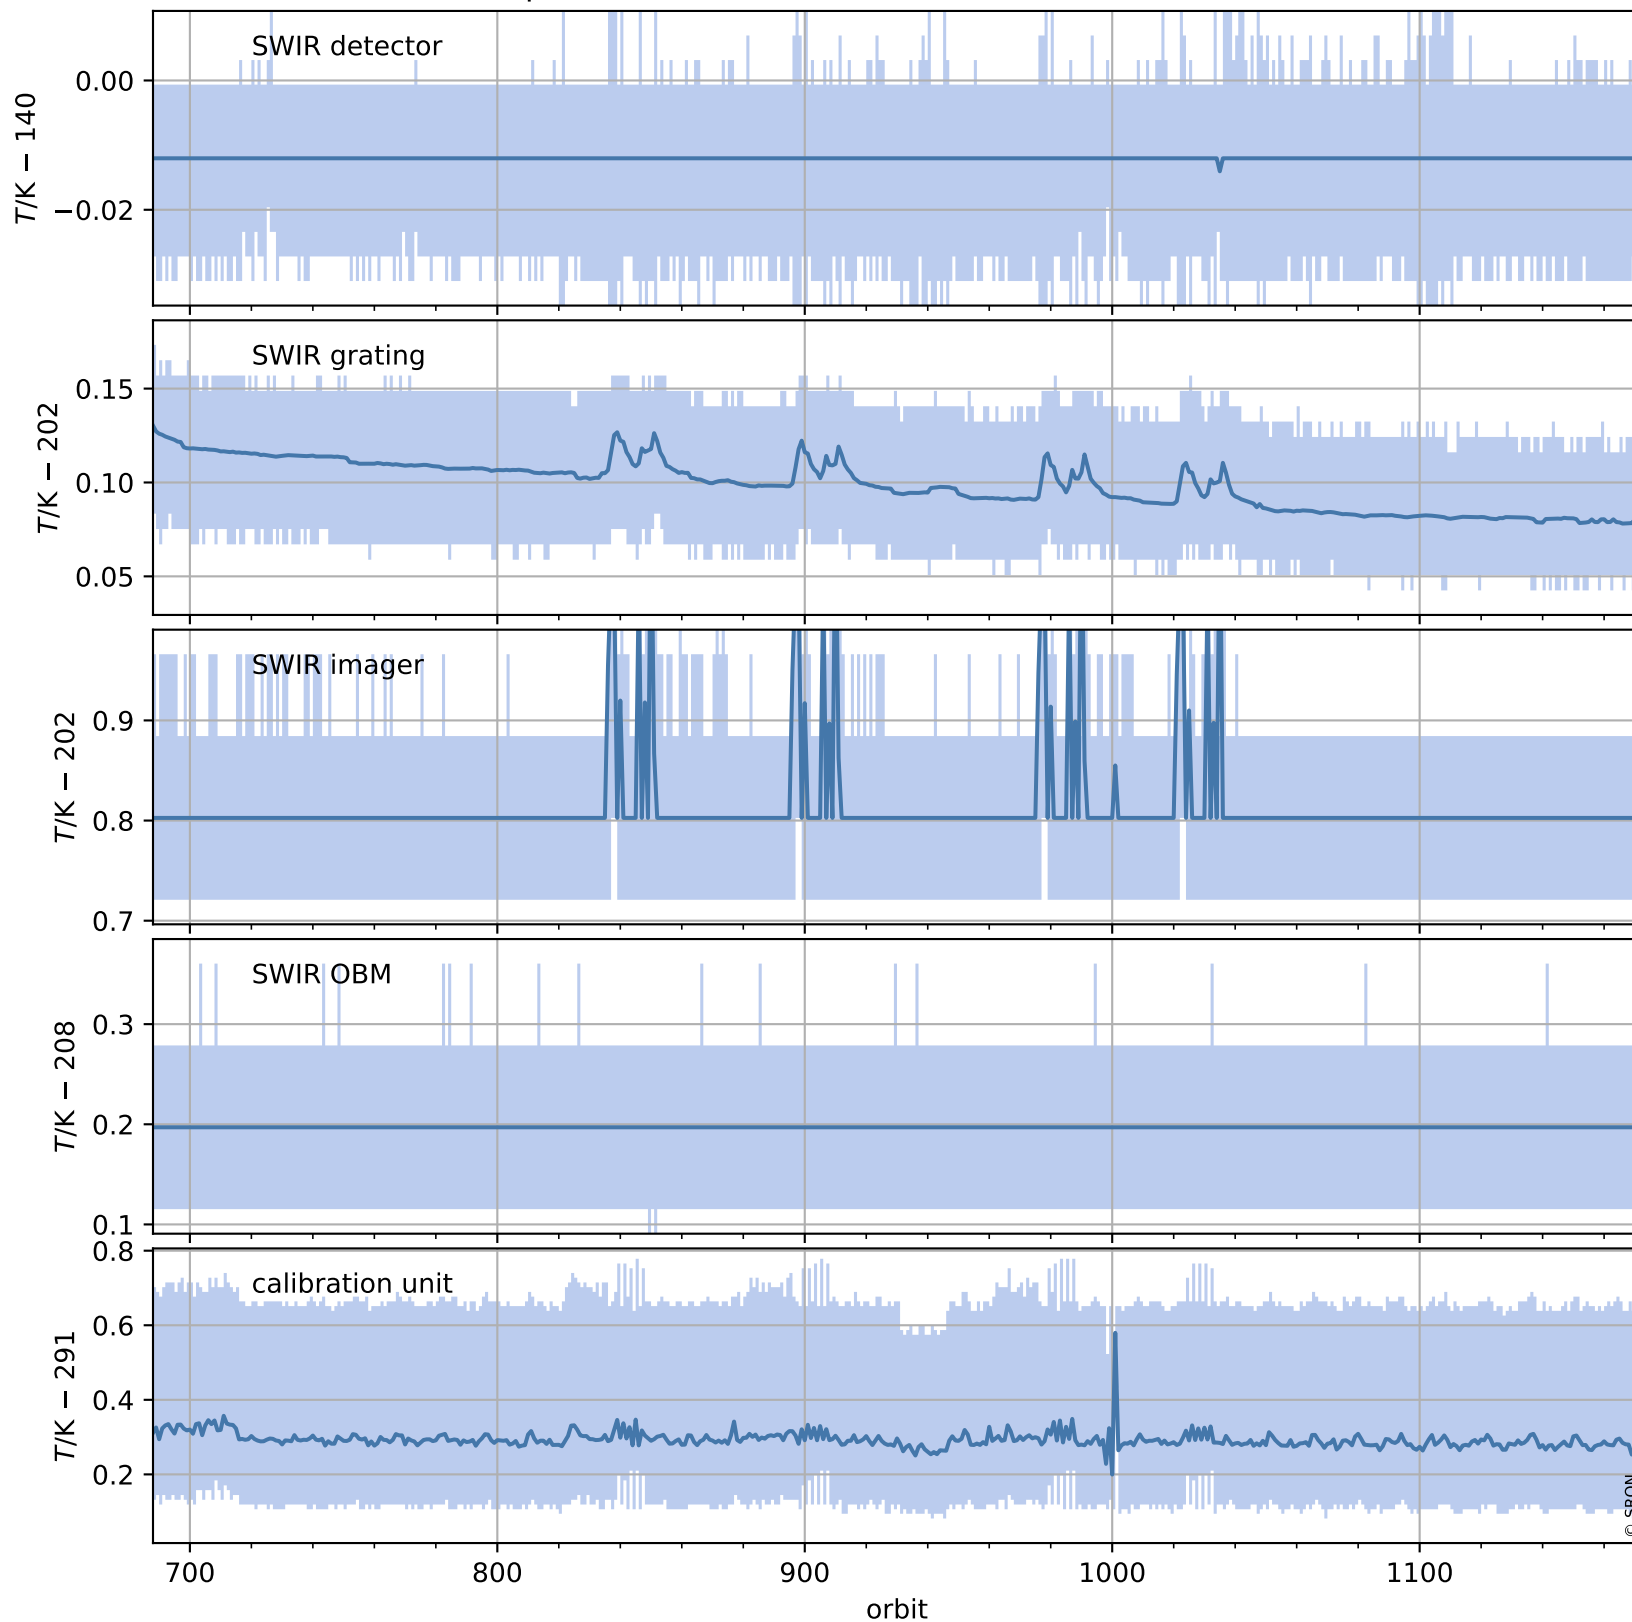 SWIR detector
0.00
−0.02
T/K − 140
SWIR grating
0.15
0.10
0.05
T/K − 202
SWIR imager
0.9
0.8
0.7
T/K − 202
SWIR OBM
0.3
0.2
0.1
T/K − 208
calibration unit
0.8
0.6
0.4
0.2
T/K − 291
700 800 900 1000 1100
orbit
© SRON